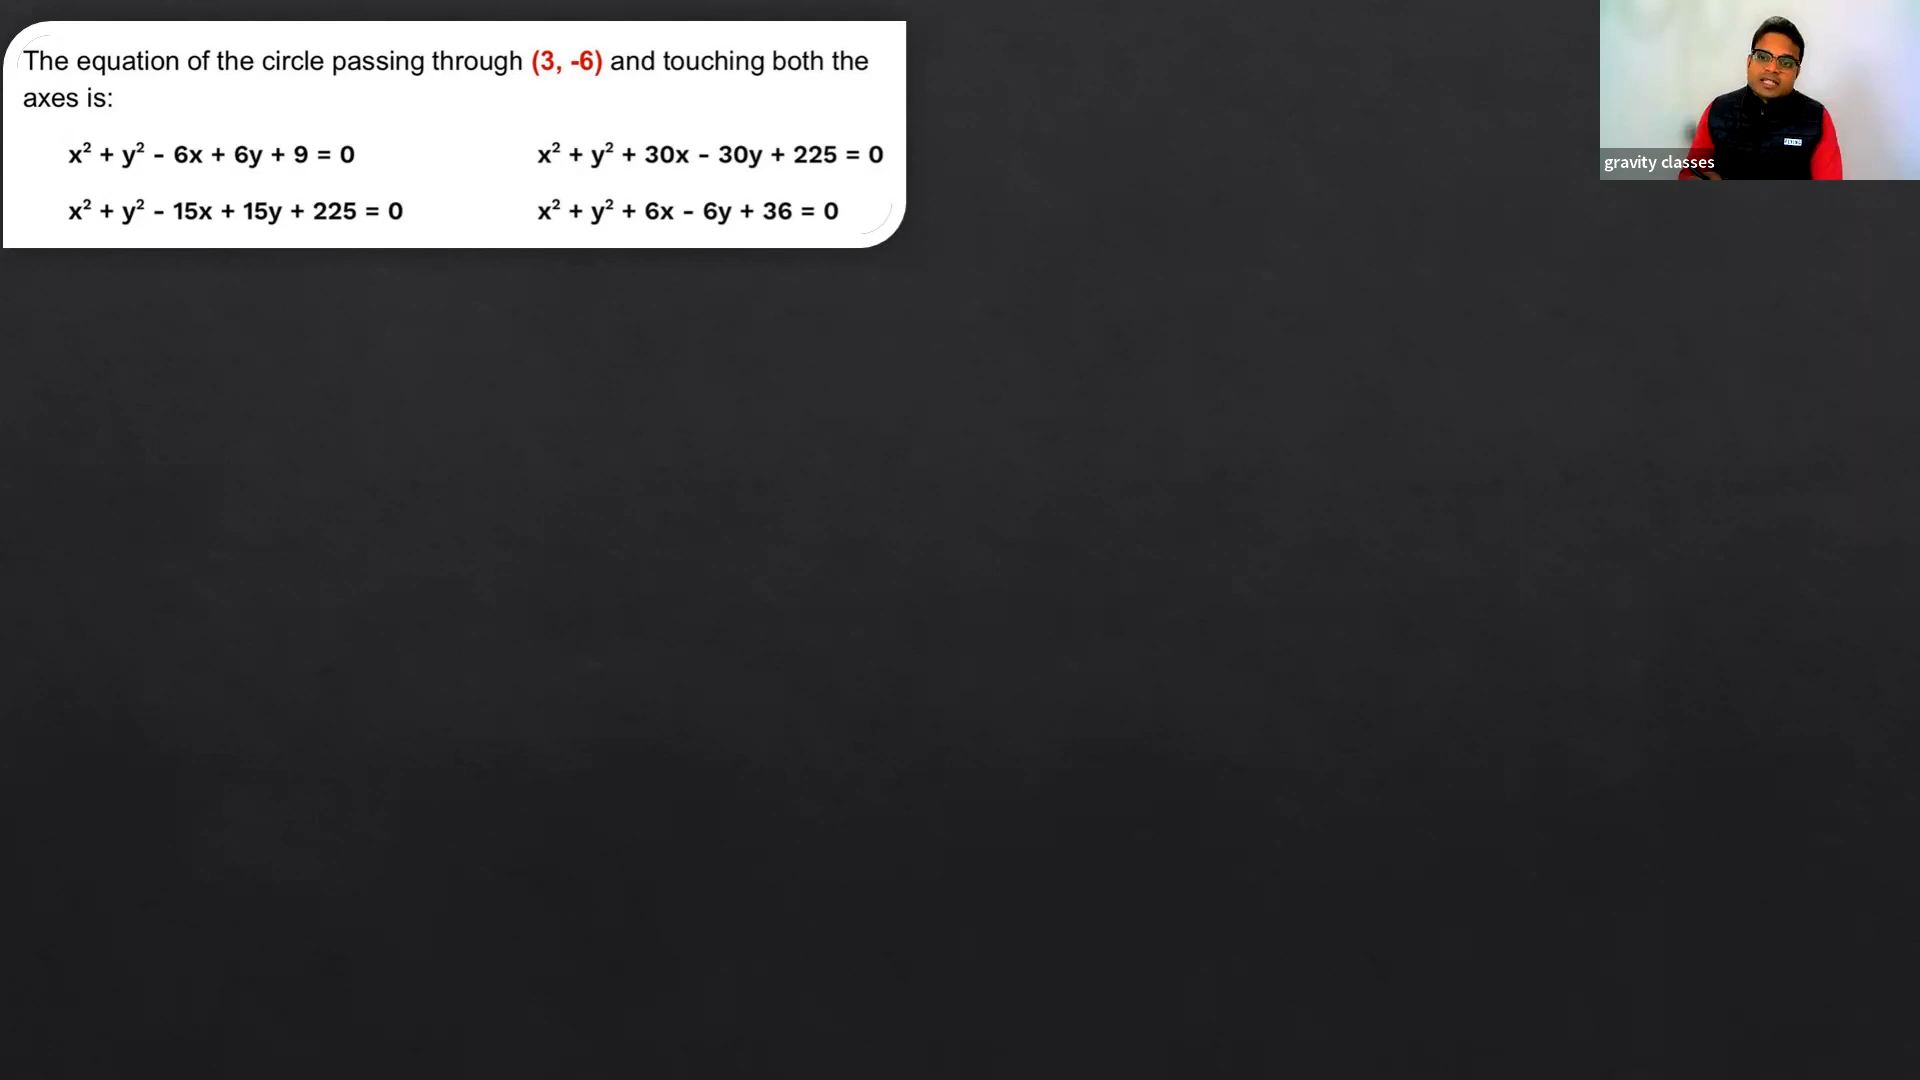 The equation of the circle passing through (3, -6) and touching both the
axes is:
x² + y² - 6x + 6y + 9 = 0
x² + y² + 30x - 30y + 225 = 0
x² + y² - 15x + 15y + 225 = 0
x² + y² + 6x - 6y + 36 = 0
gravity classes